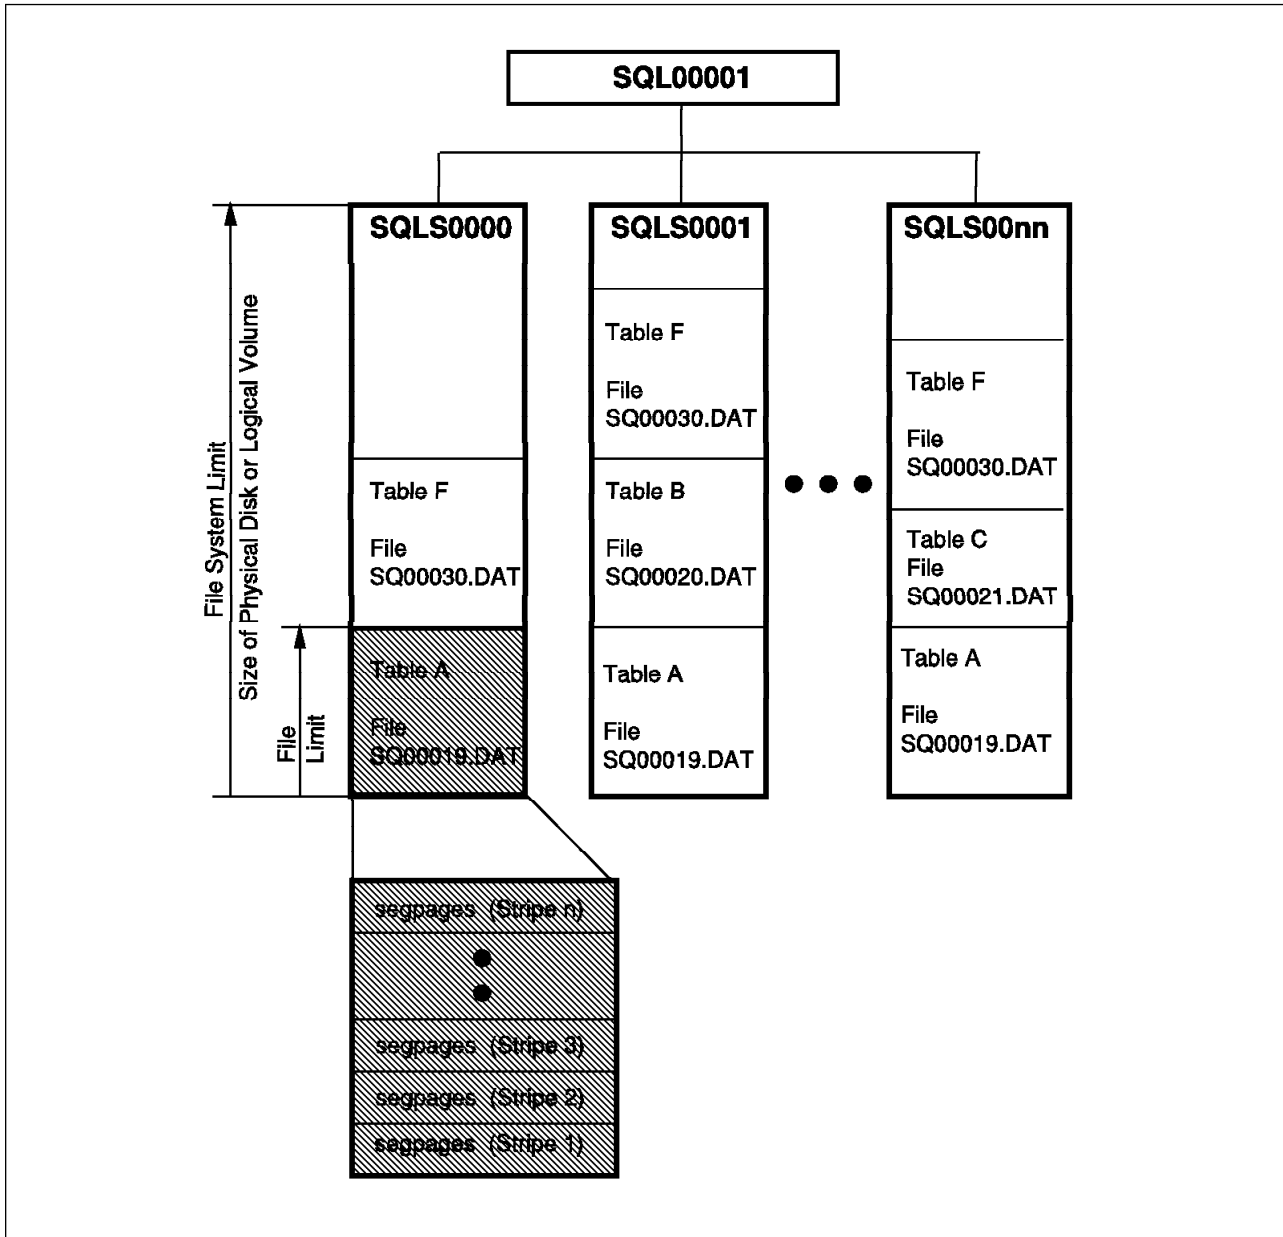 SQL00001
SQLS0000
SQLS0001
SQLS00nn
File System Limit
Size of Physical Disk or Logical Volume
File
Limit
Table F
File
SQ00030.DAT
Table A
File
SQ00019.DAT
Table F
File
SQ00030.DAT
Table B
File
SQ00020.DAT
Table A
File
SQ00019.DAT
Table F
File
SQ00030.DAT
Table C
File
SQ00021.DAT
Table A
File
SQ00019.DAT
segpages (Stripe n)
segpages (Stripe 3)
segpages (Stripe 2)
segpages (Stripe 1)